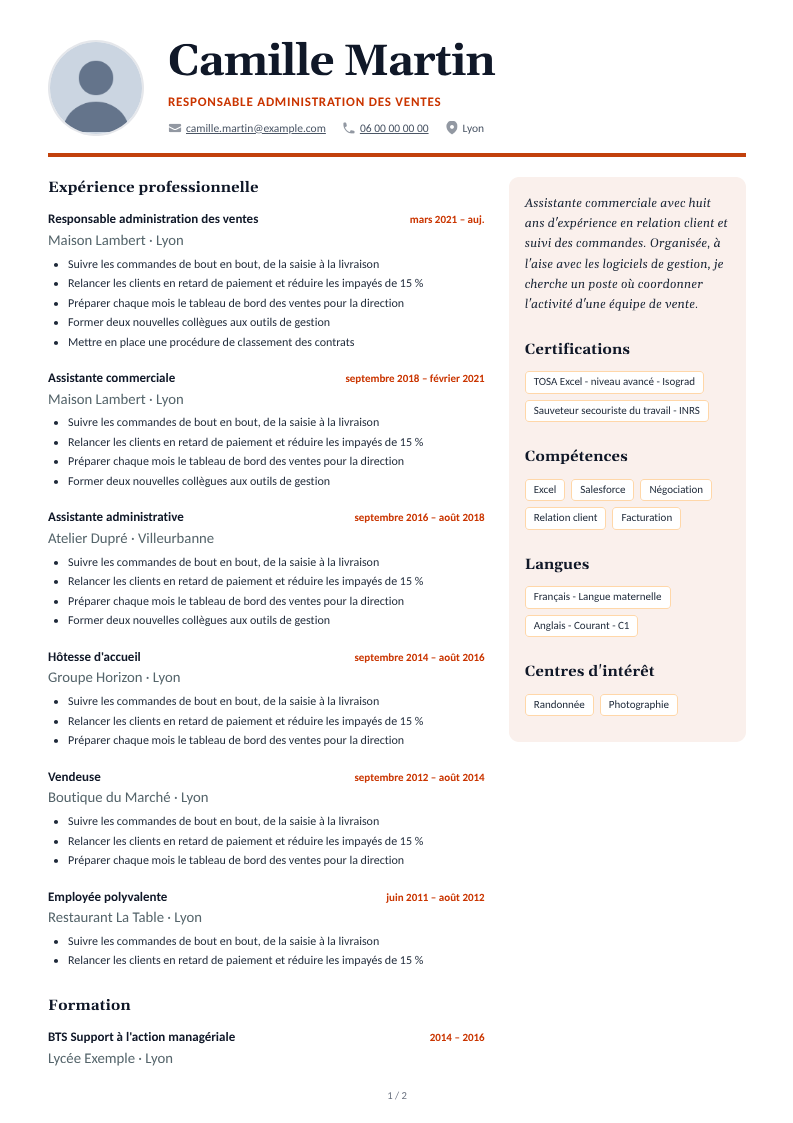 Camille Martin
RESPONSABLE ADMINISTRATION DES VENTES
camille.martin@example.com 06 00 00 00 00 Lyon
Expérience professionnelle
Responsable administration des ventes mars 2021 – auj.
Maison Lambert · Lyon
• Suivre les commandes de bout en bout, de la saisie à la livraison
• Relancer les clients en retard de paiement et réduire les impayés de 15 %
• Préparer chaque mois le tableau de bord des ventes pour la direction
• Former deux nouvelles collègues aux outils de gestion
• Mettre en place une procédure de classement des contrats
Assistante commerciale septembre 2018 – février 2021
Maison Lambert · Lyon
• Suivre les commandes de bout en bout, de la saisie à la livraison
• Relancer les clients en retard de paiement et réduire les impayés de 15 %
• Préparer chaque mois le tableau de bord des ventes pour la direction
• Former deux nouvelles collègues aux outils de gestion
Assistante administrative septembre 2016 – août 2018
Atelier Dupré · Villeurbanne
• Suivre les commandes de bout en bout, de la saisie à la livraison
• Relancer les clients en retard de paiement et réduire les impayés de 15 %
• Préparer chaque mois le tableau de bord des ventes pour la direction
• Former deux nouvelles collègues aux outils de gestion
Hôtesse d'accueil septembre 2014 – août 2016
Groupe Horizon · Lyon
• Suivre les commandes de bout en bout, de la saisie à la livraison
• Relancer les clients en retard de paiement et réduire les impayés de 15 %
• Préparer chaque mois le tableau de bord des ventes pour la direction
Vendeuse septembre 2012 – août 2014
Boutique du Marché · Lyon
• Suivre les commandes de bout en bout, de la saisie à la livraison
• Relancer les clients en retard de paiement et réduire les impayés de 15 %
• Préparer chaque mois le tableau de bord des ventes pour la direction
Employée polyvalente juin 2011 – août 2012
Restaurant La Table · Lyon
• Suivre les commandes de bout en bout, de la saisie à la livraison
• Relancer les clients en retard de paiement et réduire les impayés de 15 %
Formation
BTS Support à l'action managériale 2014 – 2016
Lycée Exemple · Lyon
Assistante commerciale avec huit
ans d'expérience en relation client et
suivi des commandes. Organisée, à
l'aise avec les logiciels de gestion, je
cherche un poste où coordonner
l'activité d'une équipe de vente.
Certifications
TOSA Excel - niveau avancé - Isograd
Sauveteur secouriste du travail - INRS
Compétences
Excel Salesforce Négociation
Relation client Facturation
Langues
Français - Langue maternelle
Anglais - Courant - C1
Centres d'intérêt
Randonnée Photographie
1 / 2